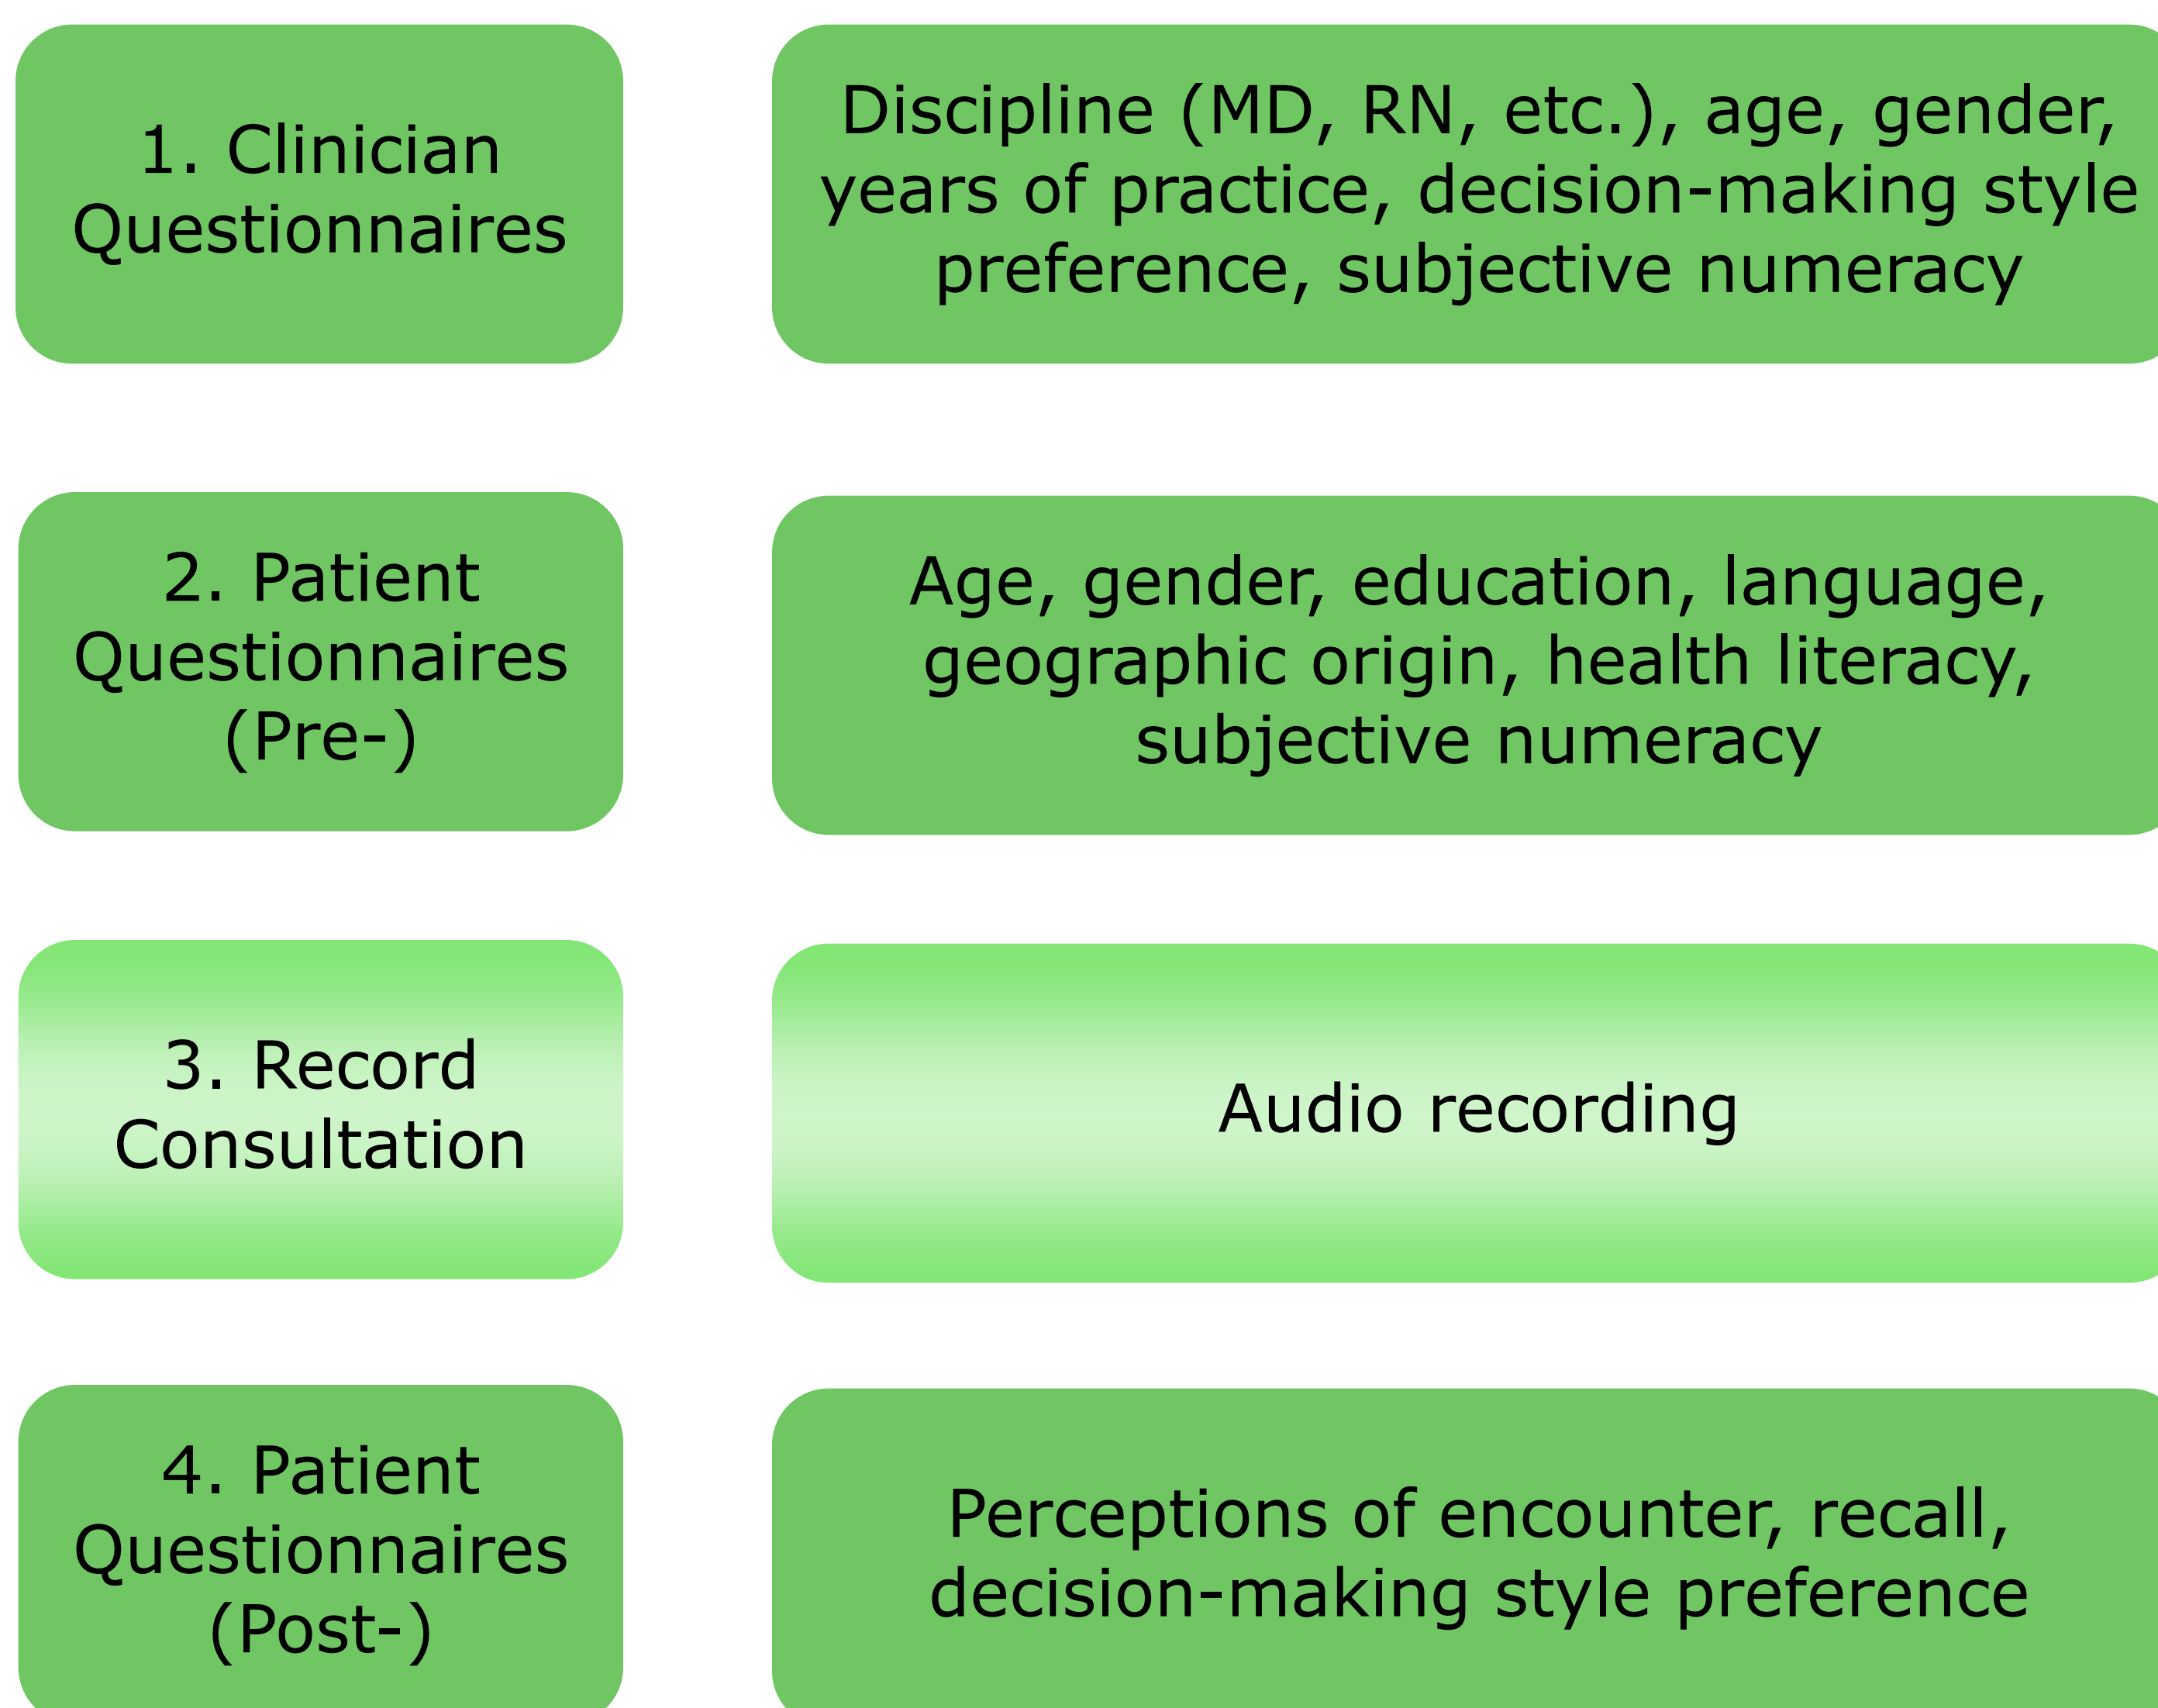 1. Clinician
Questionnaires
Discipline (MD, RN, etc.), age, gender,
years of practice, decision-making style
preference, subjective numeracy
2. Patient
Questionnaires
(Pre-)
Age, gender, education, language,
geographic origin, health literacy,
subjective numeracy
3. Record
Consultation
Audio recording
4. Patient
Questionnaires
(Post-)
Perceptions of encounter, recall,
decision-making style preference